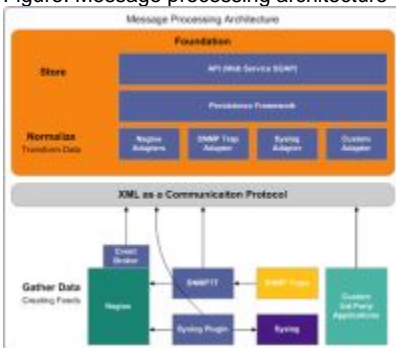 Figure: Message processing architecture
Message Processing Architecture
Foundation
Store
API (Web Service SOAP)
Persistence Framework
Normalize
Transform Data
Nagios Adapters
SNMP Trap Adapter
Syslog Adapter
Custom Adapter
XML as a Communication Protocol
Event Broker
Gather Data
Creating Feeds
Nagios
SNMPTT
SNMP Traps
Custom 3rd Party Applications
Syslog Plugin
Syslog